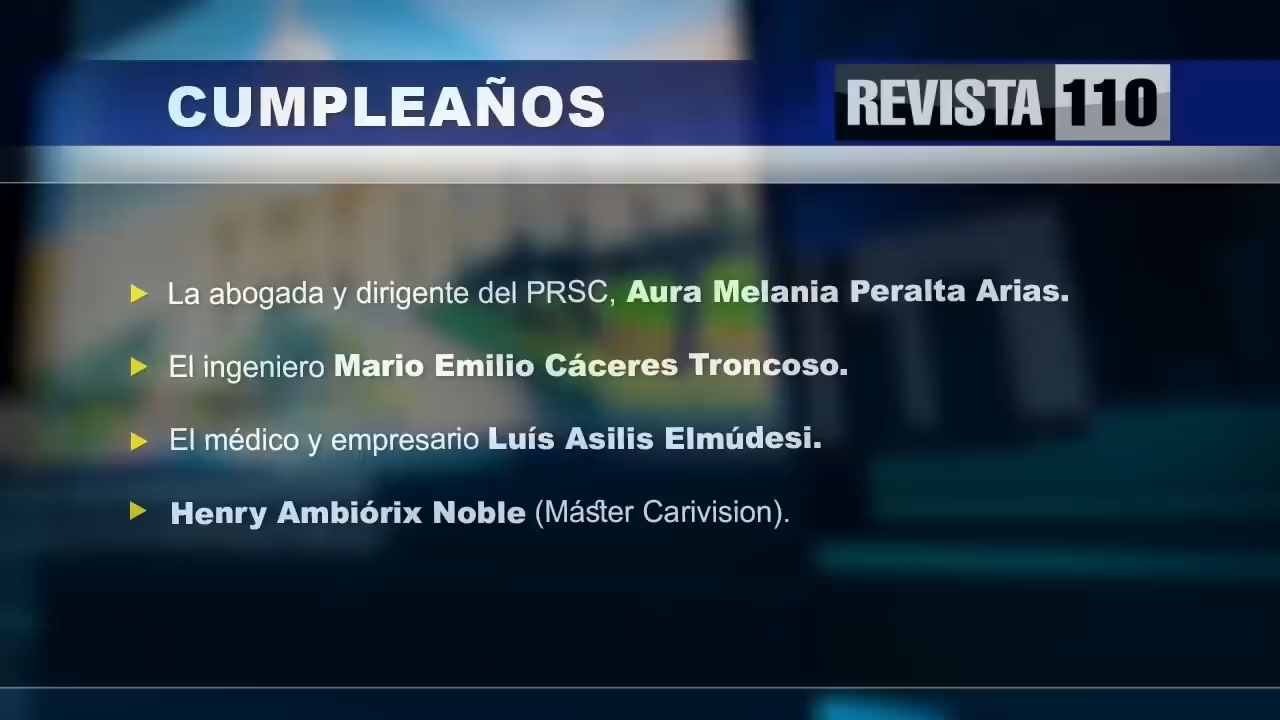 CUMPLEAÑOS
REVISTA 110
La abogada y dirigente del PRSC, Aura Melania Peralta Arias.
El ingeniero Mario Emilio Cáceres Troncoso.
El médico y empresario Luís Asilis Elmúdesi.
Henry Ambiórix Noble (Máster Carivision).